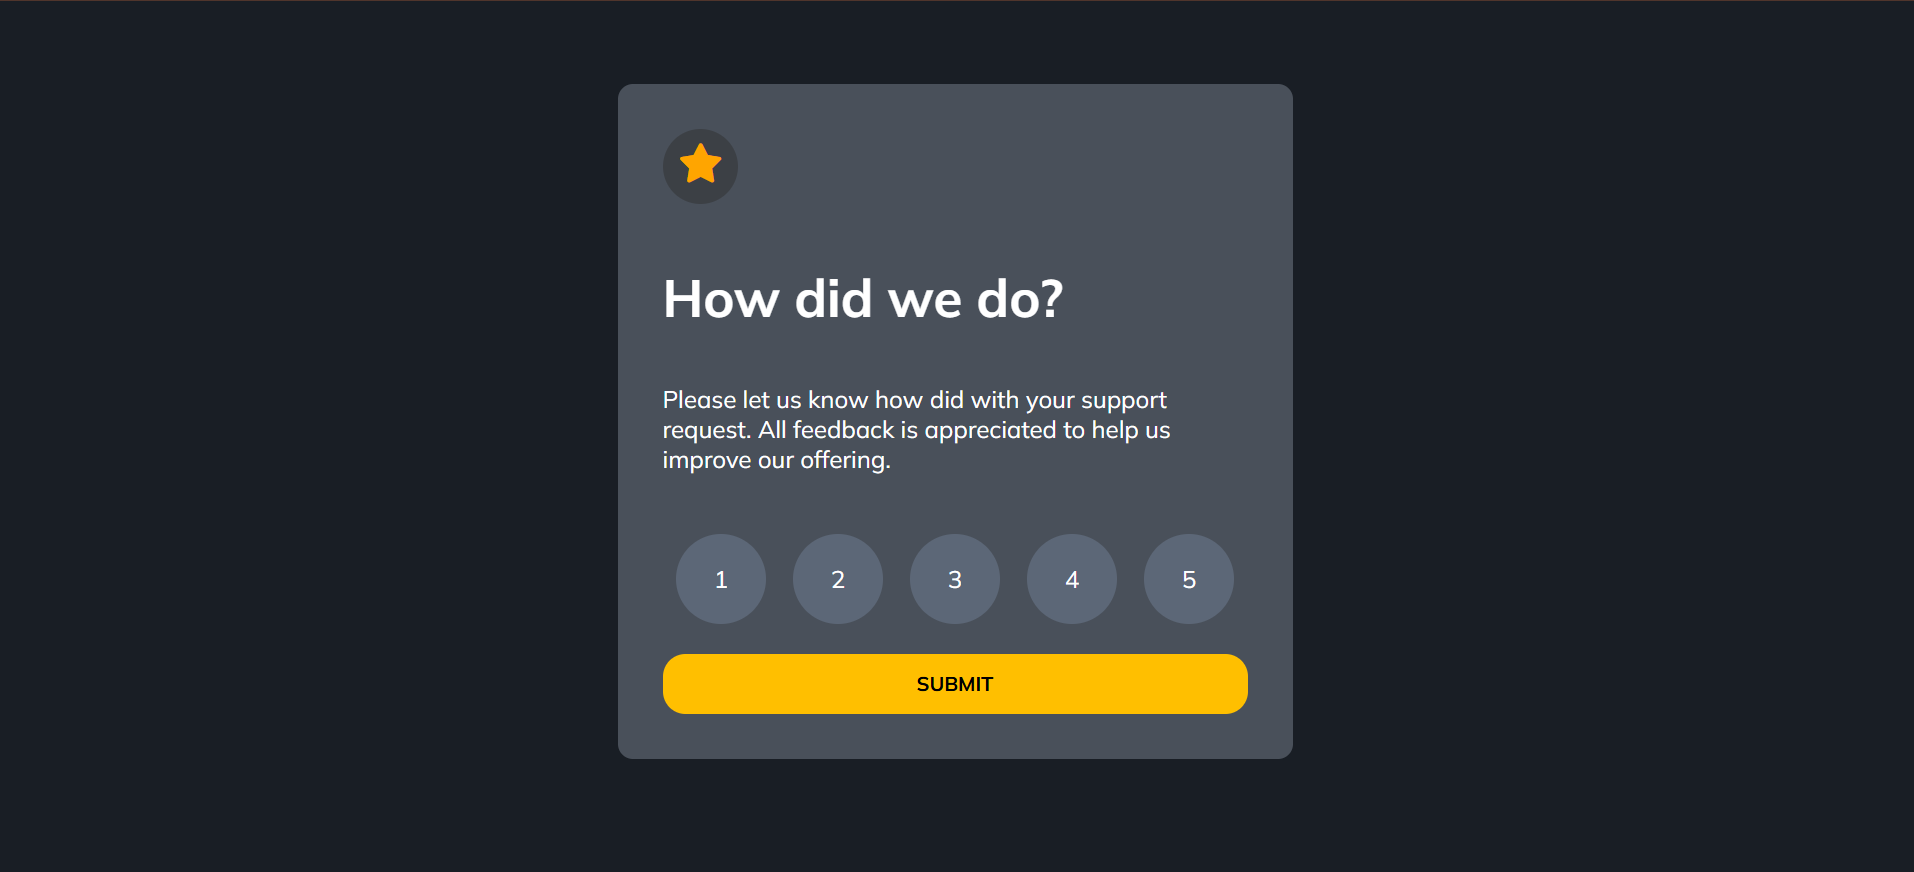 How did we do?
Please let us know how did with your support
request. All feedback is appreciated to help us
improve our offering.
1 2 3 4 5
SUBMIT